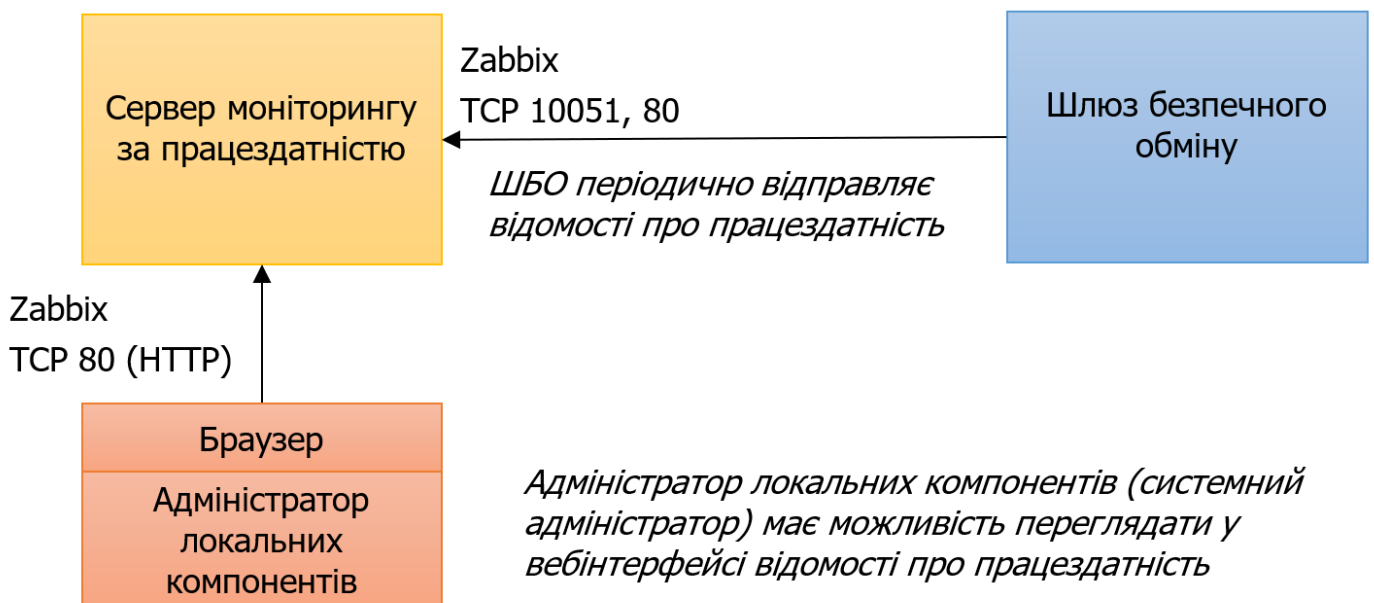 Сервер моніторингу
за працездатністю
Zabbix
TCP 10051, 80
ШБО періодично відправляє
відомості про працездатність
Шлюз безпечного
обміну
Zabbix
TCP 80 (HTTP)
Браузер
Адміністратор
локальних
компонентів
Адміністратор локальних компонентів (системний
адміністратор) має можливість переглядати у
вебінтерфейсі відомості про працездатність